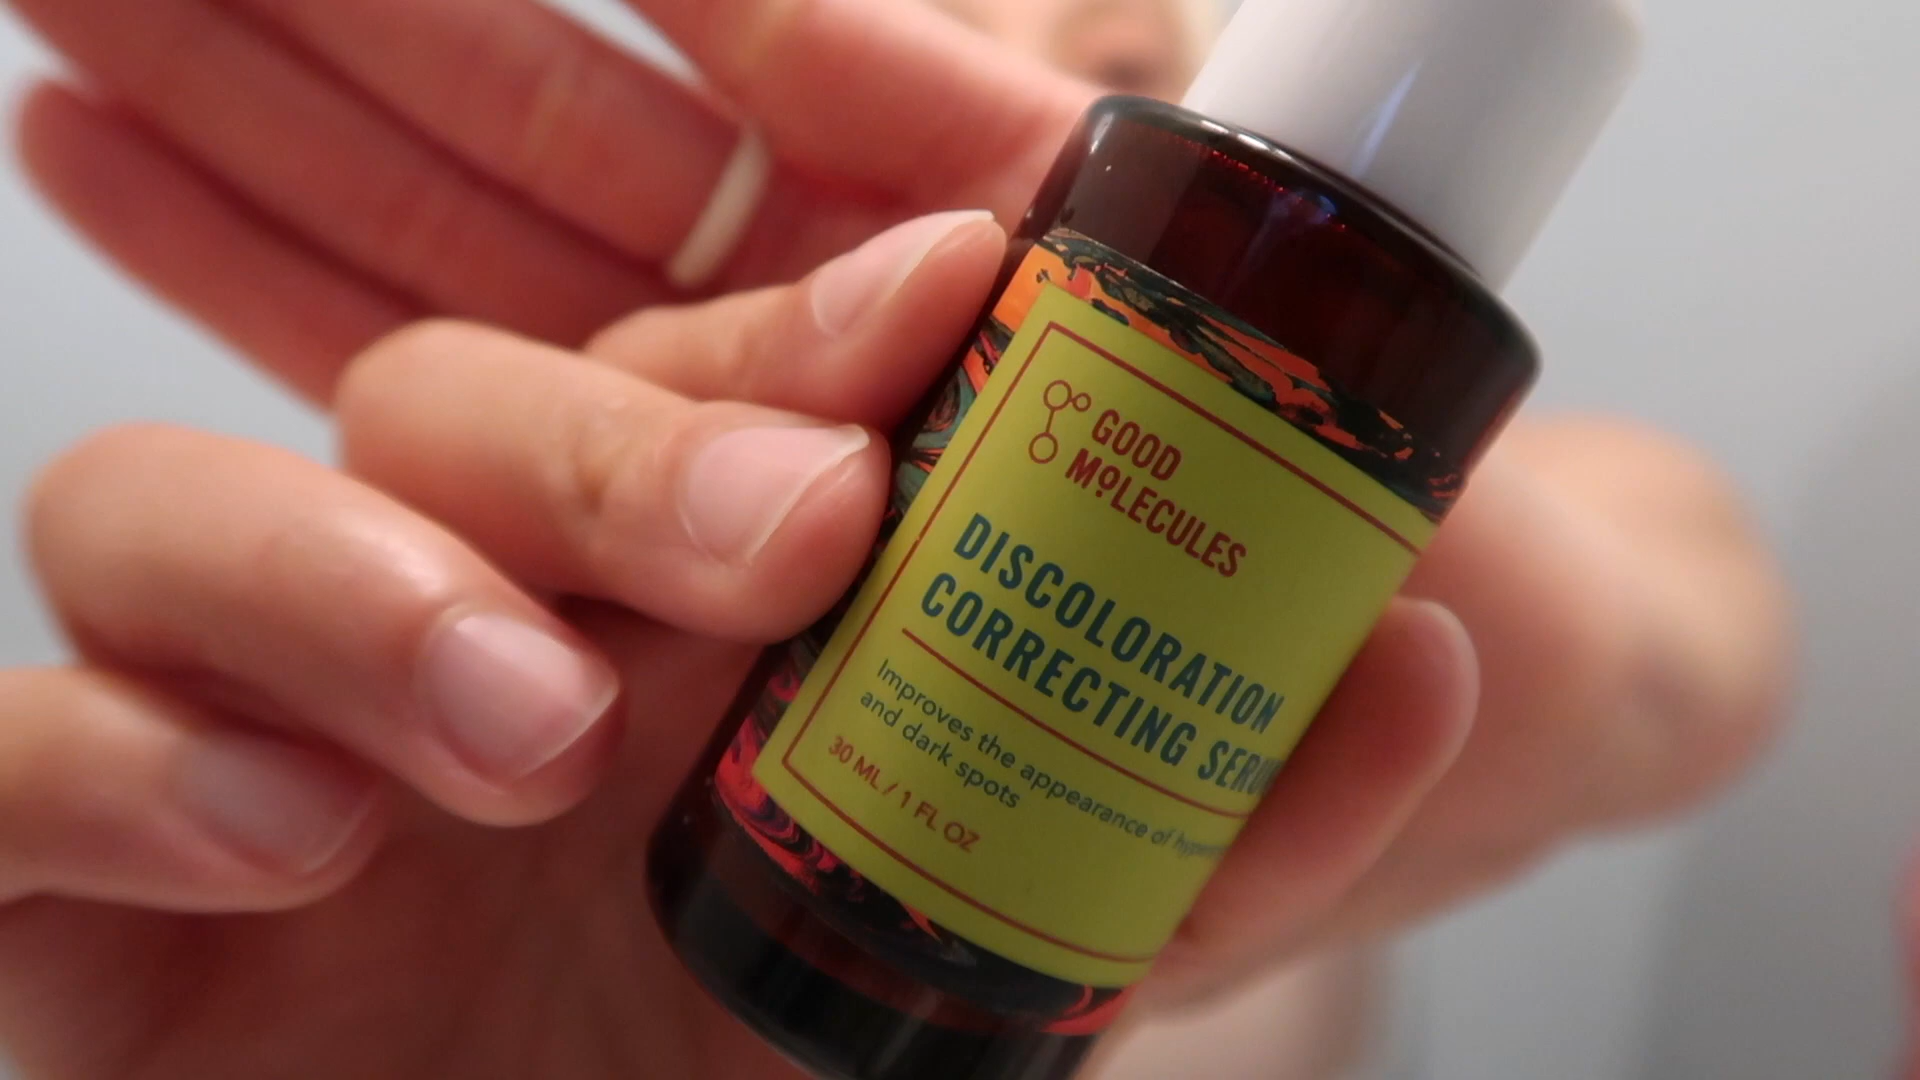 GOOD
MOLECULES
DISCOLORATION
CORRECTING
Improves the appearance of
and dark spots
30 ML / 1 FL OZ